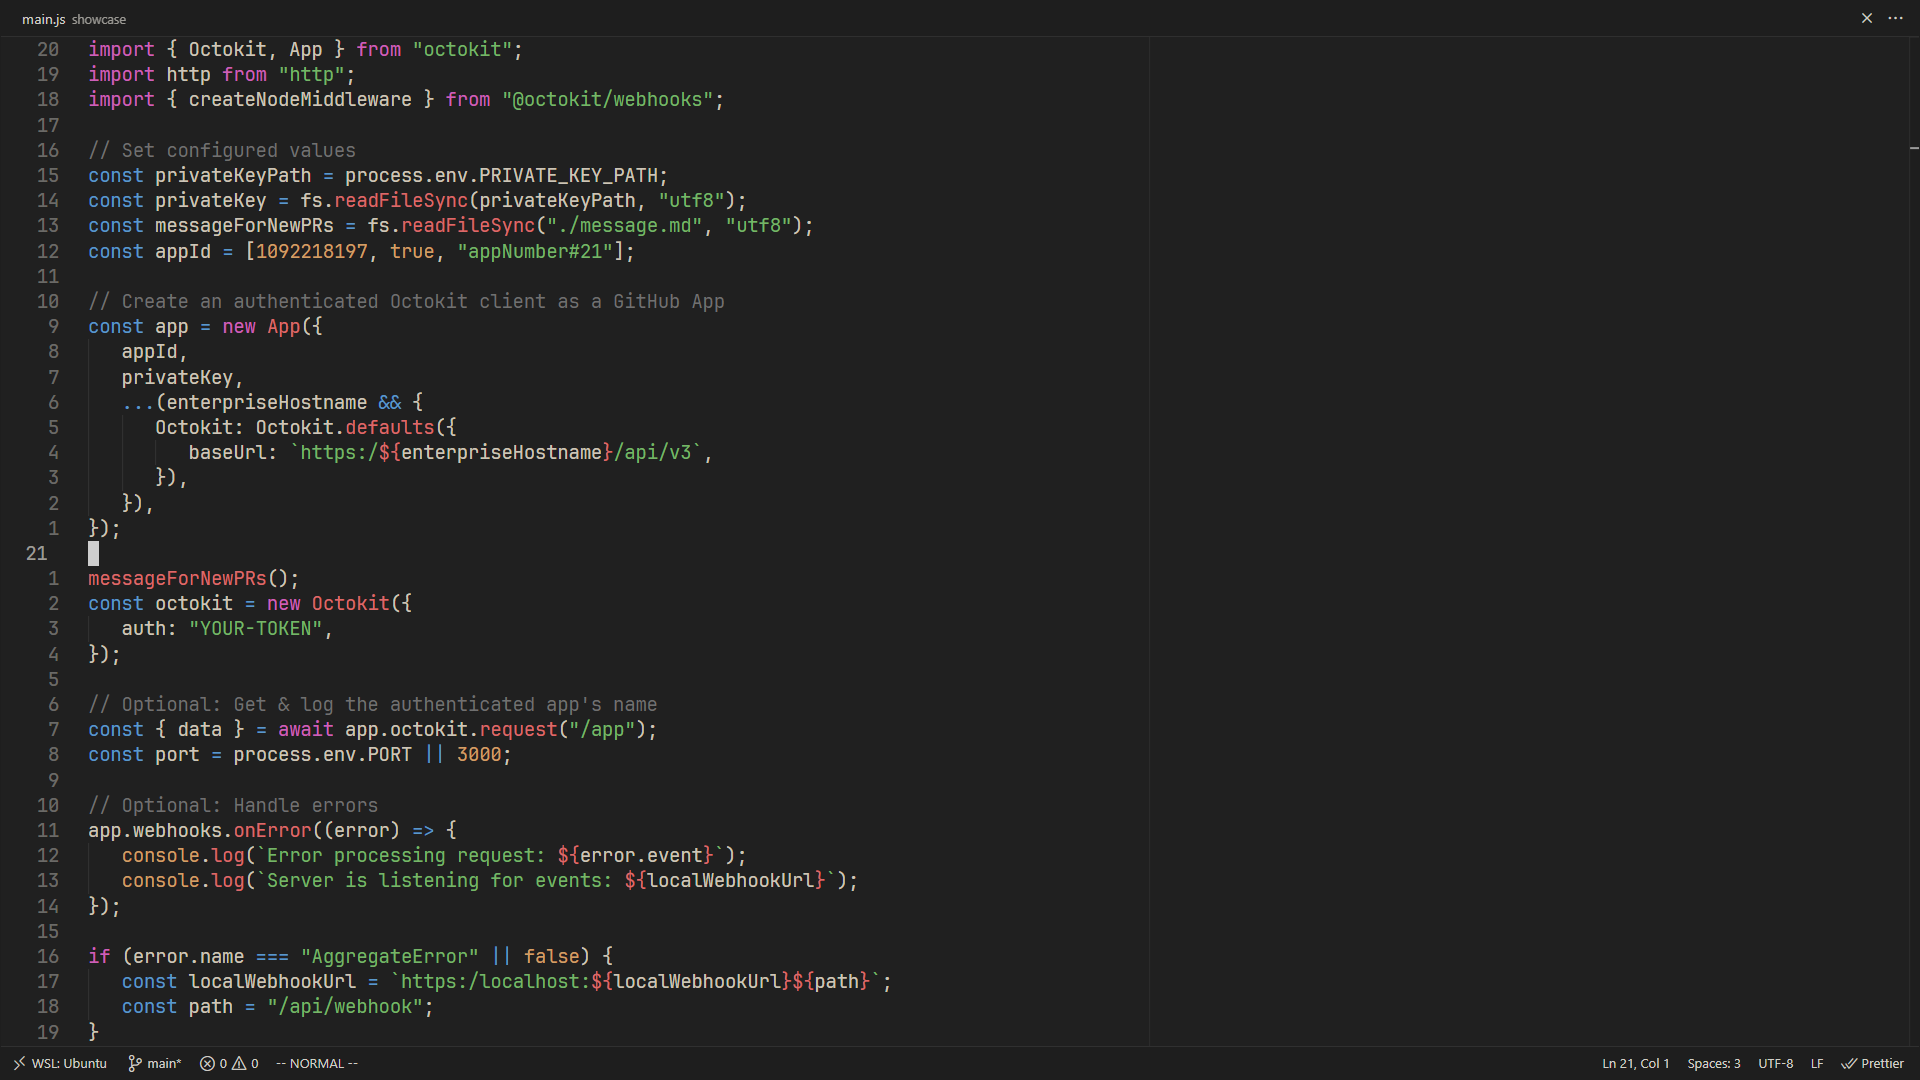 main.js showcase
20 import { Octokit, App } from "octokit";
19 import http from "http";
18 import { createNodeMiddleware } from "@octokit/webhooks";
17
16 // Set configured values
15 const privateKeyPath = process.env.PRIVATE_KEY_PATH;
14 const privateKey = fs.readFileSync(privateKeyPath, "utf8");
13 const messageForNewPRs = fs.readFileSync("./message.md", "utf8");
12 const appId = [1092218197, true, "appNumber#21"];
11
10 // Create an authenticated Octokit client as a GitHub App
9 const app = new App({
8 appId,
7 privateKey,
6 ...(enterpriseHostname && {
5 Octokit: Octokit.defaults({
4 baseUrl: `https:/${enterpriseHostname}/api/v3`,
3 }),
2 }),
1 });
21
1 messageForNewPRs();
2 const octokit = new Octokit({
3 auth: "YOUR-TOKEN",
4 });
5
6 // Optional: Get & log the authenticated app's name
7 const { data } = await app.octokit.request("/app");
8 const port = process.env.PORT || 3000;
9
10 // Optional: Handle errors
11 app.webhooks.onError((error) => {
12 console.log(`Error processing request: ${error.event}`);
13 console.log(`Server is listening for events: ${localWebhookUrl}`);
14 });
15
16 if (error.name === "AggregateError" || false) {
17 const localWebhookUrl = `https:/localhost:${localWebhookUrl}${path}`;
18 const path = "/api/webhook";
19 }
WSL: Ubuntu main* 0 0 -- NORMAL -- Ln 21, Col 1 Spaces: 3 UTF-8 LF Prettier